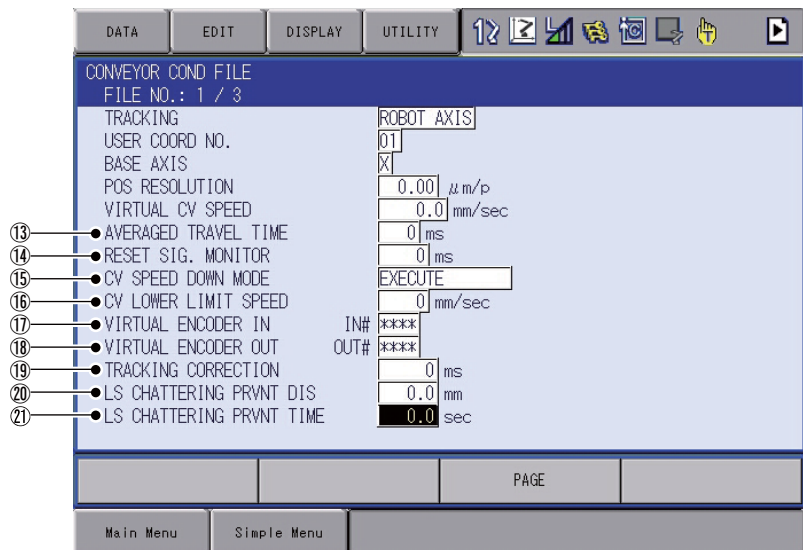 DATA EDIT DISPLAY UTILITY
CONVEYOR COND FILE
FILE NO.: 1 / 3
TRACKING ROBOT AXIS
USER COORD NO. 01
BASE AXIS X
POS RESOLUTION 0.00 μm/p
VIRTUAL CV SPEED 0.0 mm/sec
⑬ AVERAGED TRAVEL TIME 0 ms
⑭ RESET SIG. MONITOR 0 ms
⑮ CV SPEED DOWN MODE EXECUTE
⑯ CV LOWER LIMIT SPEED 0 mm/sec
⑰ VIRTUAL ENCODER IN IN# ****
⑱ VIRTUAL ENCODER OUT OUT# ****
⑲ TRACKING CORRECTION 0 ms
⑳ LS CHATTERING PRVNT DIS 0.0 mm
㉑ LS CHATTERING PRVNT TIME 0.0 sec
PAGE
Main Menu Simple Menu